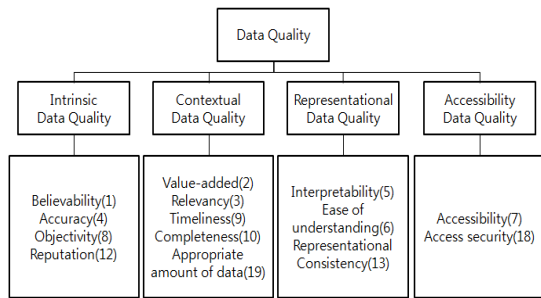 Data Quality
Intrinsic
Data Quality
Contextual
Data Quality
Representational
Data Quality
Accessibility
Data Quality
Believability(1)
Accuracy(4)
Objectivity(8)
Reputation(12)
Value-added(2)
Relevancy(3)
Timeliness(9)
Completeness(10)
Appropriate
amount of data(19)
Interpretability(5)
Ease of
understanding(6)
Representational
Consistency(13)
Accessibility(7)
Access security(18)